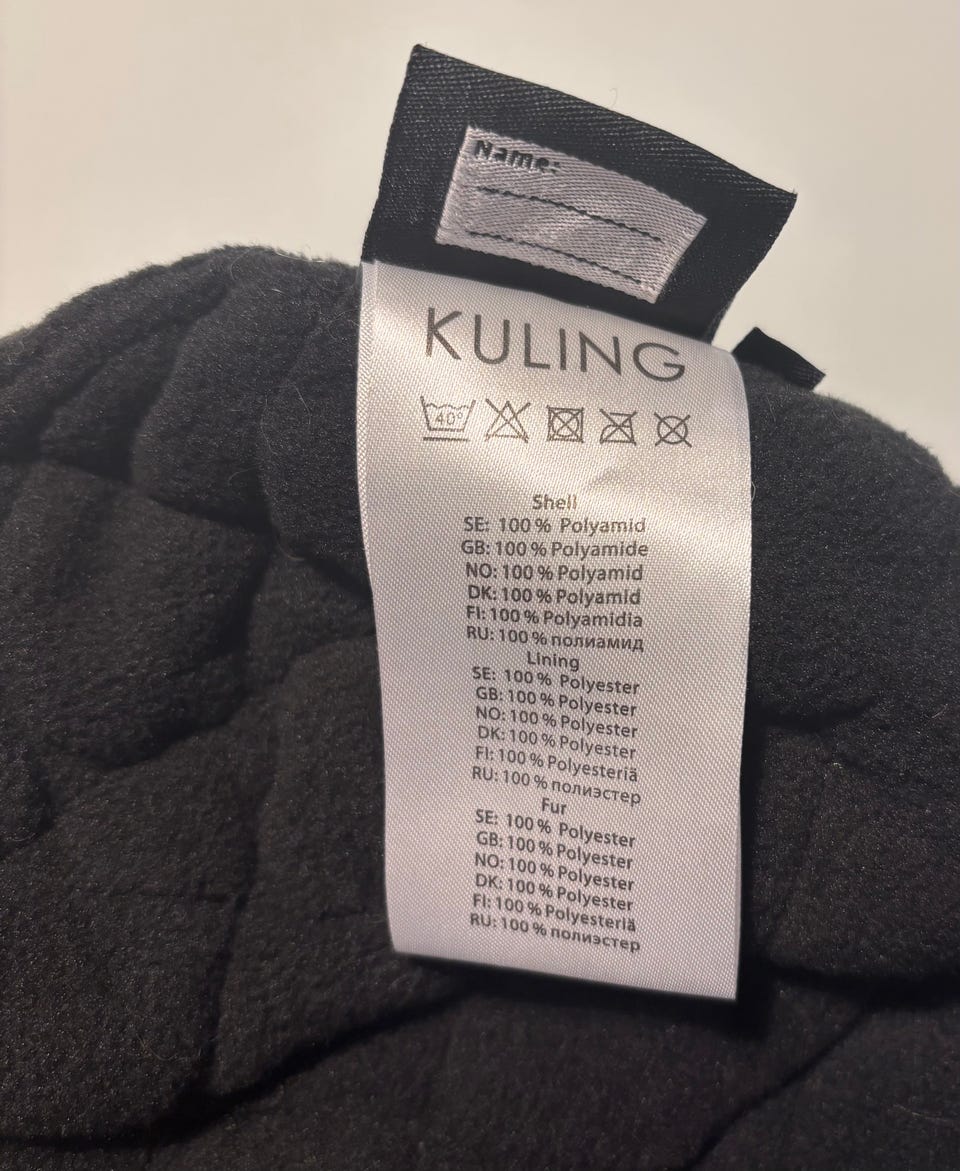 Name:
KULING
40°
Shell
SE: 100 % Polyamid
GB: 100 % Polyamide
NO: 100 % Polyamid
DK: 100 % Polyamid
FI: 100 % Polyamidia
RU: 100 % полиамид
Lining
SE: 100 % Polyester
GB: 100 % Polyester
NO: 100 % Polyester
DK: 100 % Polyester
FI: 100 % Polyesteriä
RU: 100 % полиэстер
Fur
SE: 100 % Polyester
GB: 100 % Polyester
NO: 100 % Polyester
DK: 100 % Polyester
FI: 100 % Polyesteriä
RU: 100 % полиэстер